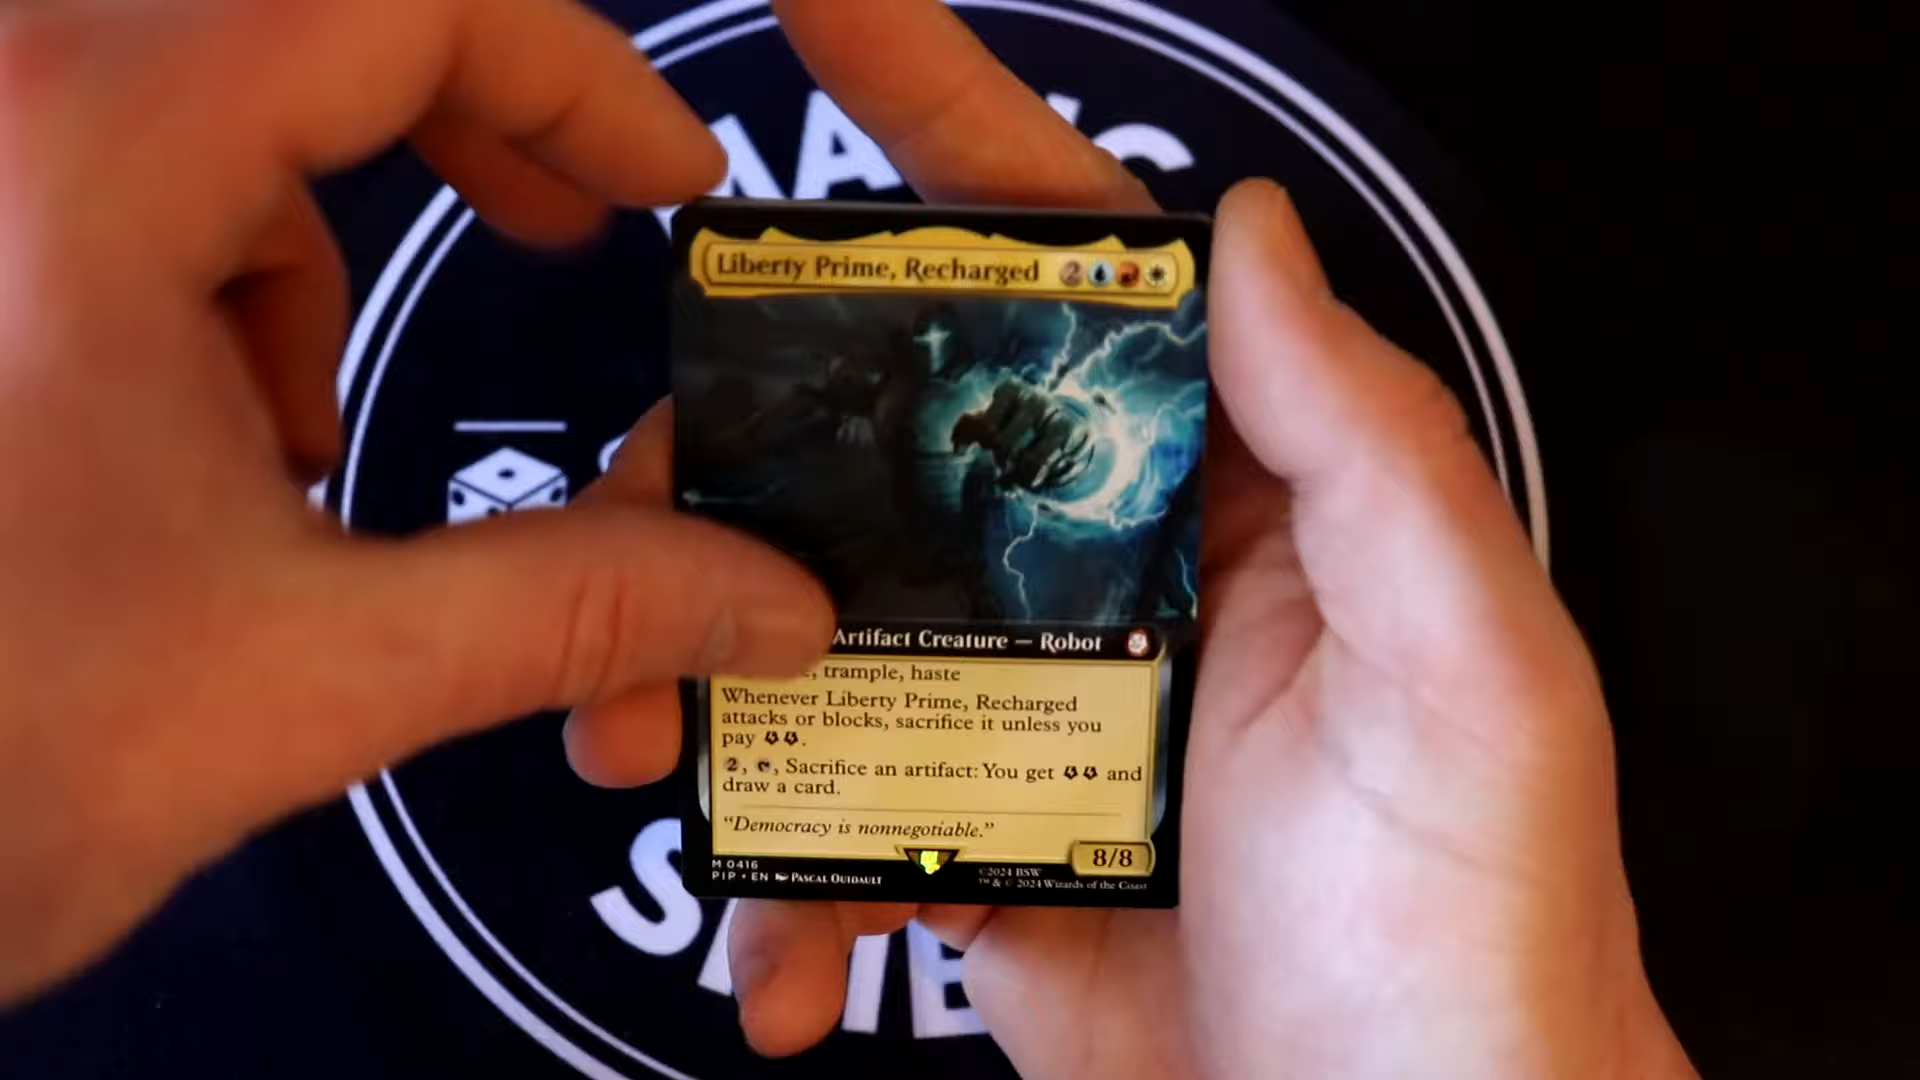 Liberty Prime, Recharged 2
Artifact Creature — Robot
, trample, haste
Whenever Liberty Prime, Recharged
attacks or blocks, sacrifice it unless you
pay
2, , Sacrifice an artifact: You get and
draw a card.
“Democracy is nonnegotiable.”
8/8
M 0416
PIP • EN Pascal Quidault
©2024 BSW
™ & © 2024 Wizards of the Coast